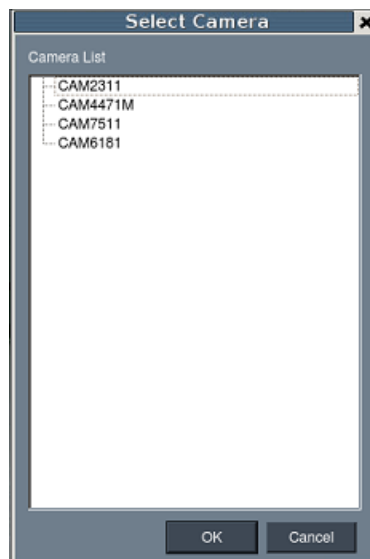 Select Camera
Camera List
CAM2311
CAM4471M
CAM7511
CAM6181
OK
Cancel